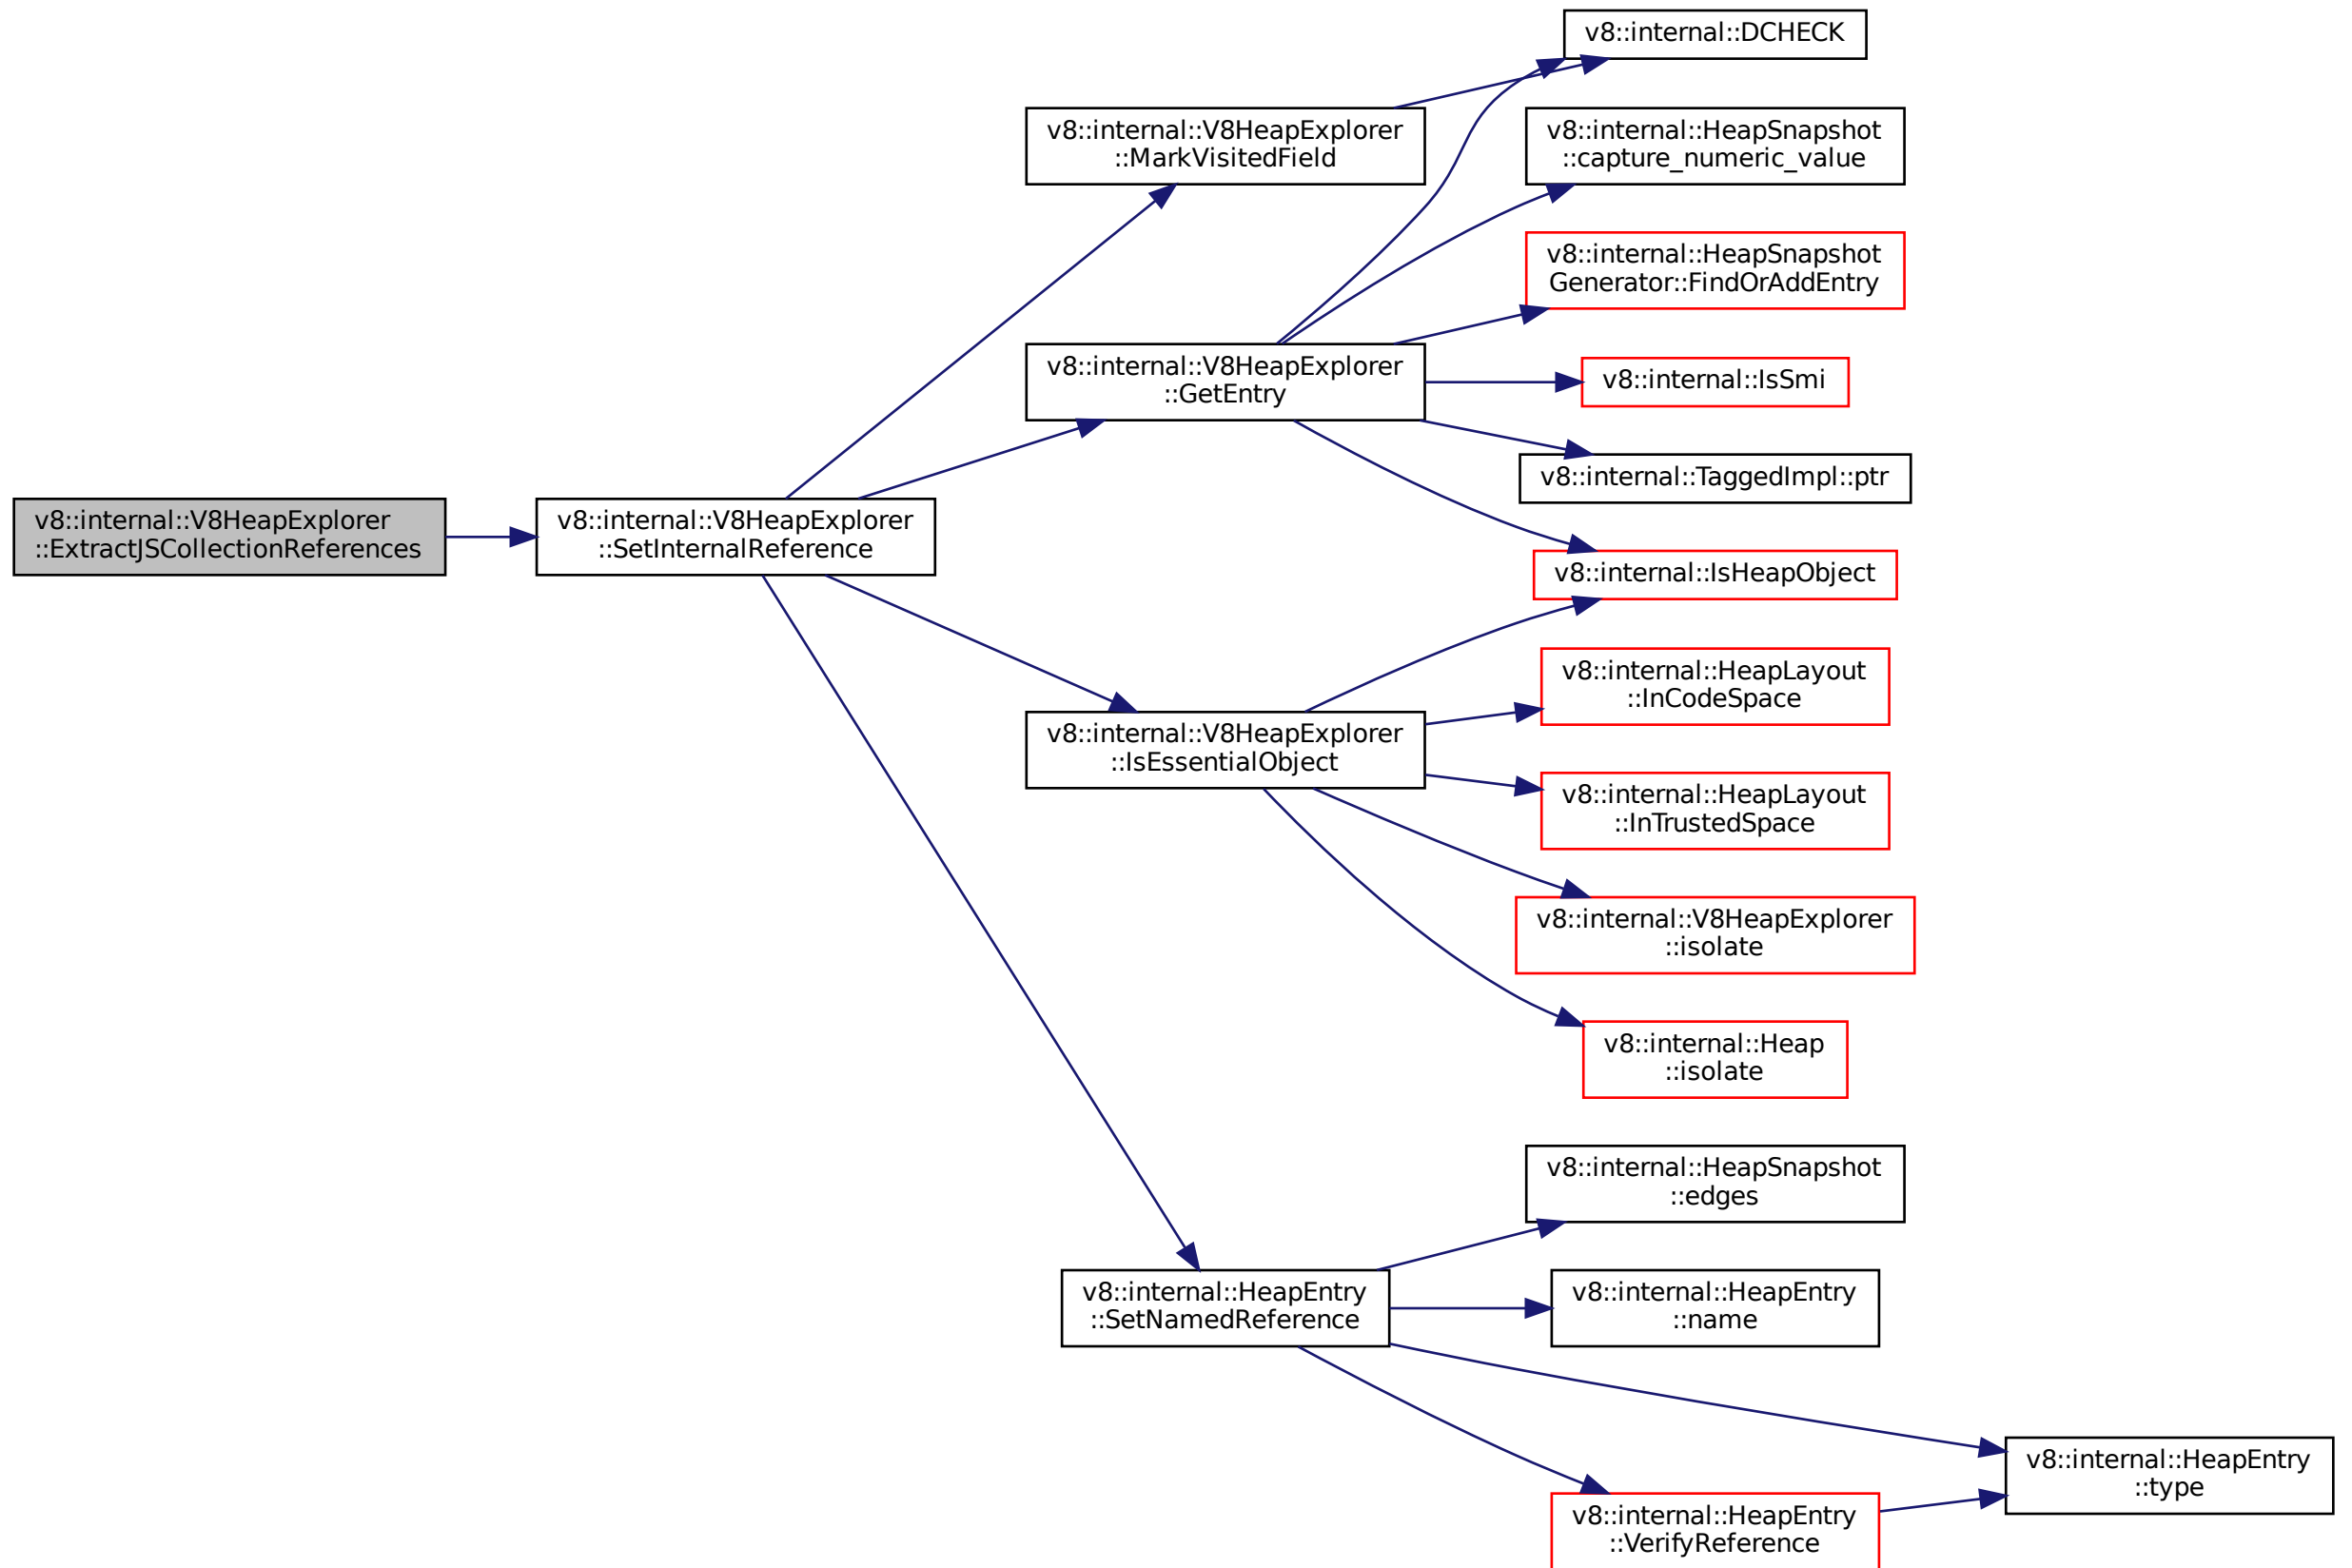 v8::internal::V8HeapExplorer
::ExtractJSCollectionReferences
v8::internal::V8HeapExplorer
::SetInternalReference
v8::internal::V8HeapExplorer
::MarkVisitedField
v8::internal::V8HeapExplorer
::GetEntry
v8::internal::V8HeapExplorer
::IsEssentialObject
v8::internal::HeapEntry
::SetNamedReference
v8::internal::DCHECK
v8::internal::HeapSnapshot
::capture_numeric_value
v8::internal::HeapSnapshot
Generator::FindOrAddEntry
v8::internal::IsSmi
v8::internal::TaggedImpl::ptr
v8::internal::IsHeapObject
v8::internal::HeapLayout
::InCodeSpace
v8::internal::HeapLayout
::InTrustedSpace
v8::internal::V8HeapExplorer
::isolate
v8::internal::Heap
::isolate
v8::internal::HeapSnapshot
::edges
v8::internal::HeapEntry
::name
v8::internal::HeapEntry
::VerifyReference
v8::internal::HeapEntry
::type